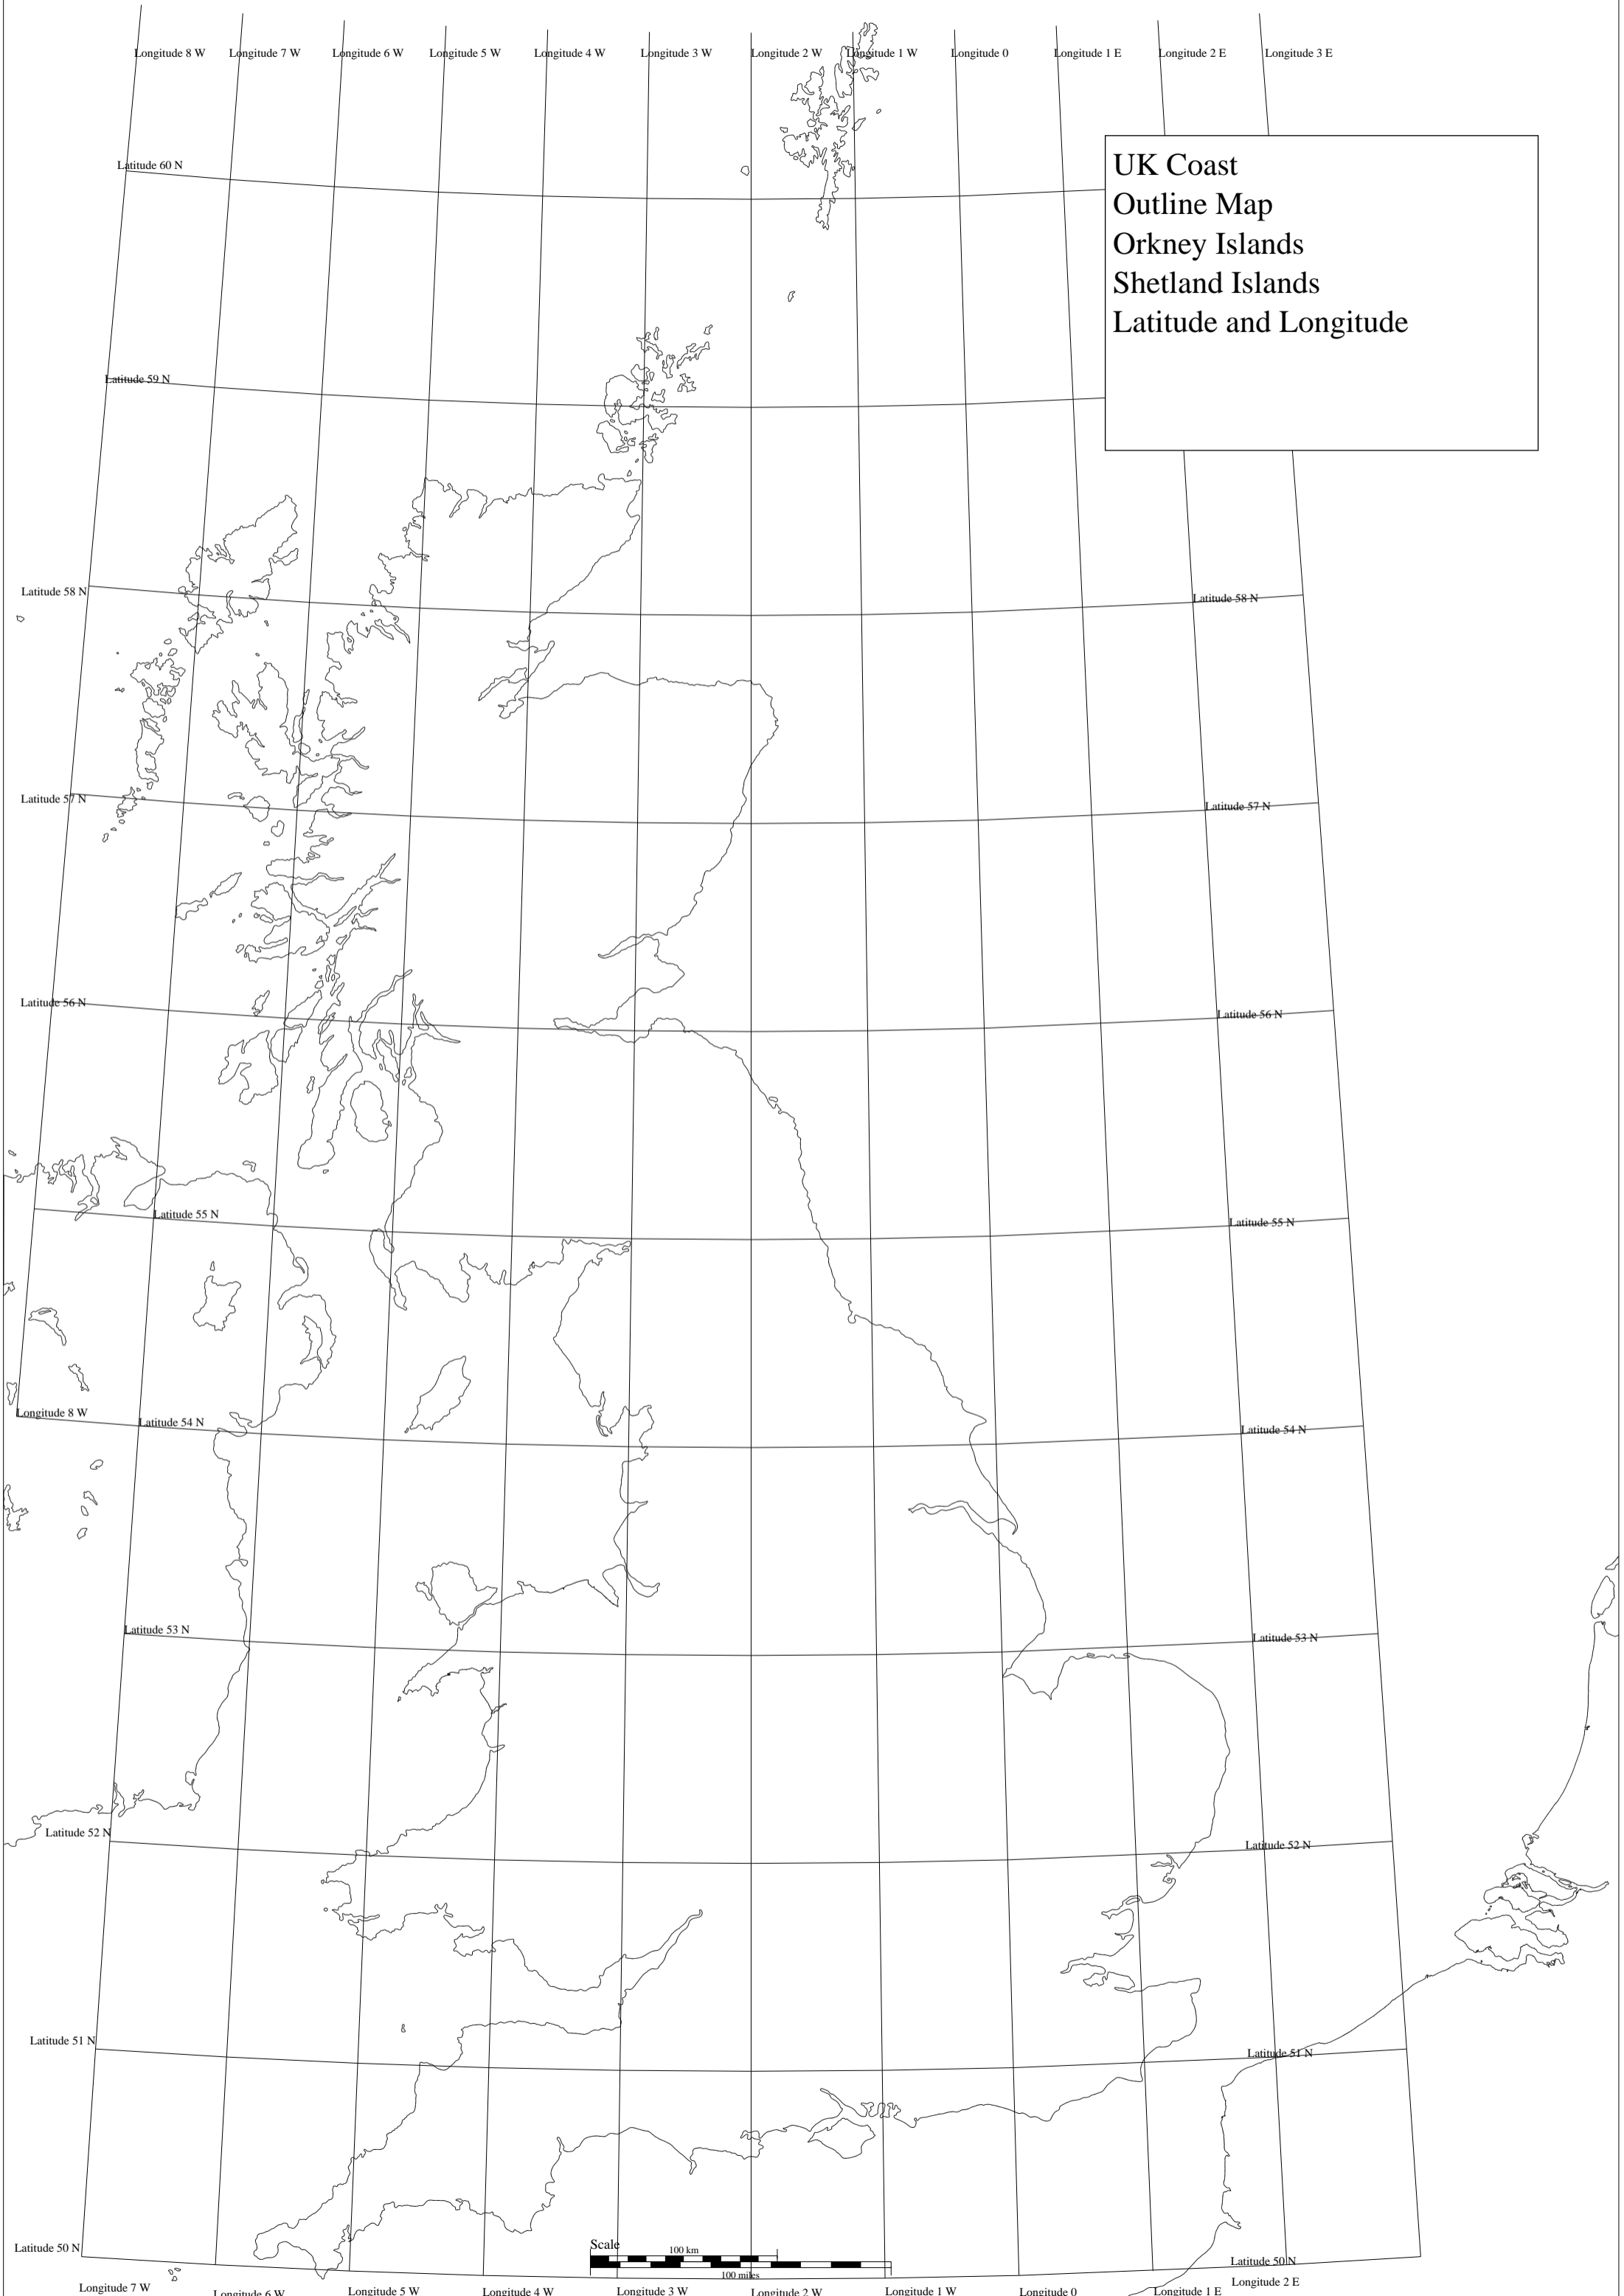 Longitude 8 W
Longitude 7 W
Longitude 6 W
Longitude 5 W
Longitude 4 W
Longitude 3 W
Longitude 2 W
Longitude 1 W
Longitude 0
Longitude 1 E
Longitude 2 E
Longitude 3 E
UK Coast
Outline Map
Orkney Islands
Shetland Islands
Latitude and Longitude
Latitude 60 N
Latitude 59 N
Latitude 58 N
Latitude 58 N
Latitude 57 N
Latitude 57 N
Latitude 56 N
Latitude 56 N
Latitude 55 N
Latitude 55 N
Longitude 8 W
Latitude 54 N
Latitude 54 N
Latitude 53 N
Latitude 53 N
Latitude 52 N
Latitude 52 N
Latitude 51 N
Latitude 51 N
Latitude 50 N
Scale
100 km
100 miles
Latitude 50 N
Longitude 7 W
Longitude 6 W
Longitude 5 W
Longitude 4 W
Longitude 3 W
Longitude 2 W
Longitude 1 W
Longitude 0
Longitude 1 E
Longitude 2 E